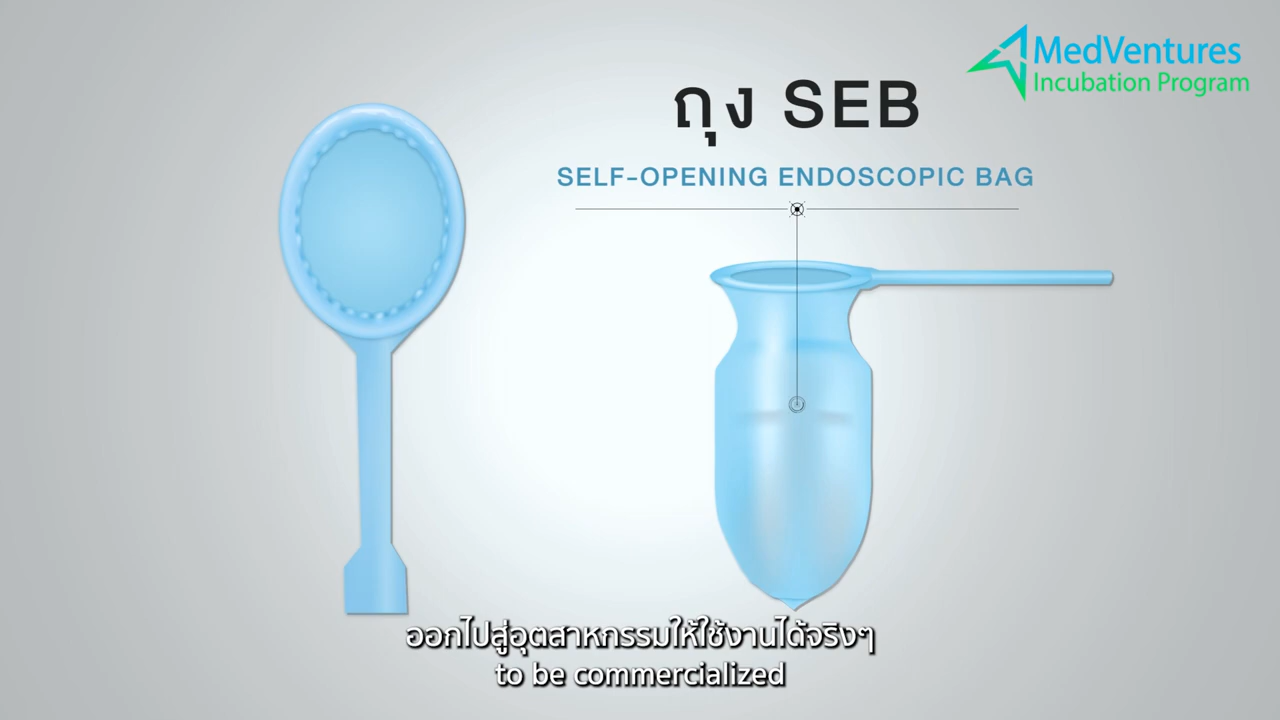 MedVentures
Incubation Program
ถุง SEB
SELF-OPENING ENDOSCOPIC BAG
ออกไปสู่อุตสาหกรรมให้ใช้งานได้จริงๆ
to be commercialized